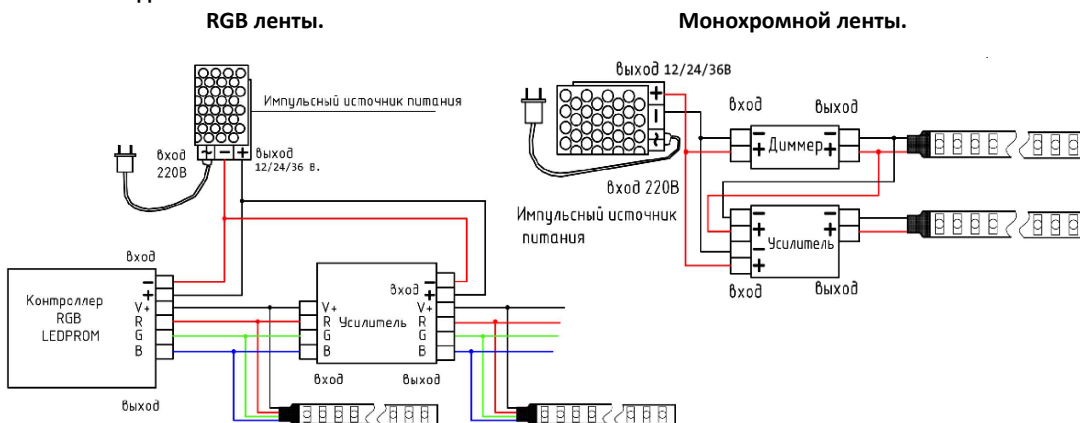 RGB ленты.
Монохромной ленты.
Импульсный источник питания
вход
220В
~ − +
выход
12/24/36 В.
вход
Контроллер
RGB
LEDPROM
−
+
V+
R
G
B
выход
V+
R
G
B
Усилитель
вход
−
+
V+
R
G
B
вход
выход
выход 12/24/36В
+
−
~
вход 220В
Импульсный источник
питания
вход
выход
−
+
Диммер
−
+
−
+
−
+
Усилитель
−
+
вход
выход